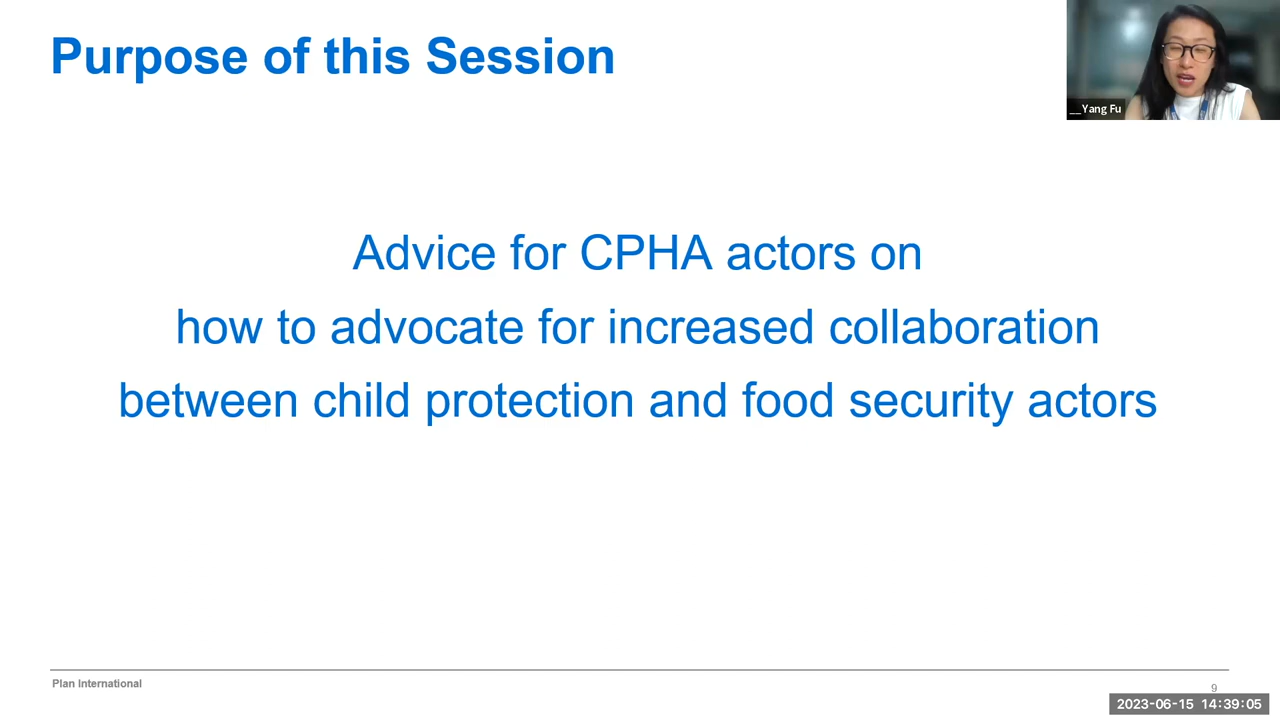 Purpose of this Session
__Yang Fu
Advice for CPHA actors on
how to advocate for increased collaboration
between child protection and food security actors
Plan International
9
2023-06-15 14:39:05